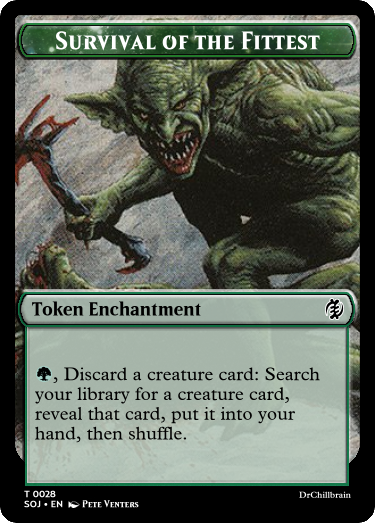 Survival of the Fittest
Token Enchantment
, Discard a creature card: Search
your library for a creature card,
reveal that card, put it into your
hand, then shuffle.
T 0028
SOJ • EN Pete Venters
DrChillbrain